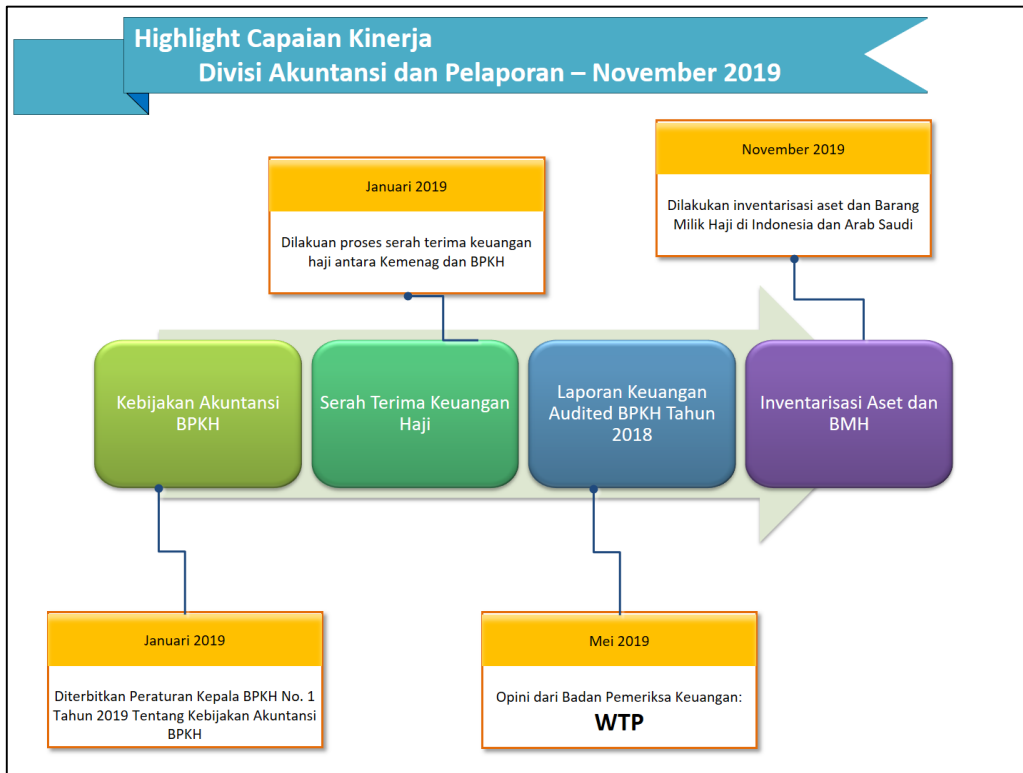 Highlight Capaian Kinerja
Divisi Akuntansi dan Pelaporan – November 2019
Januari 2019
Dilakuan proses serah terima keuangan
haji antara Kemenag dan BPKH
November 2019
Dilakukan inventarisasi aset dan Barang
Milik Haji di Indonesia dan Arab Saudi
Kebijakan Akuntansi
BPKH
Serah Terima Keuangan
Haji
Laporan Keuangan
Audited BPKH Tahun
2018
Inventarisasi Aset dan
BMH
Januari 2019
Diterbitkan Peraturan Kepala BPKH No. 1
Tahun 2019 Tentang Kebijakan Akuntansi
BPKH
Mei 2019
Opini dari Badan Pemeriksa Keuangan:
WTP